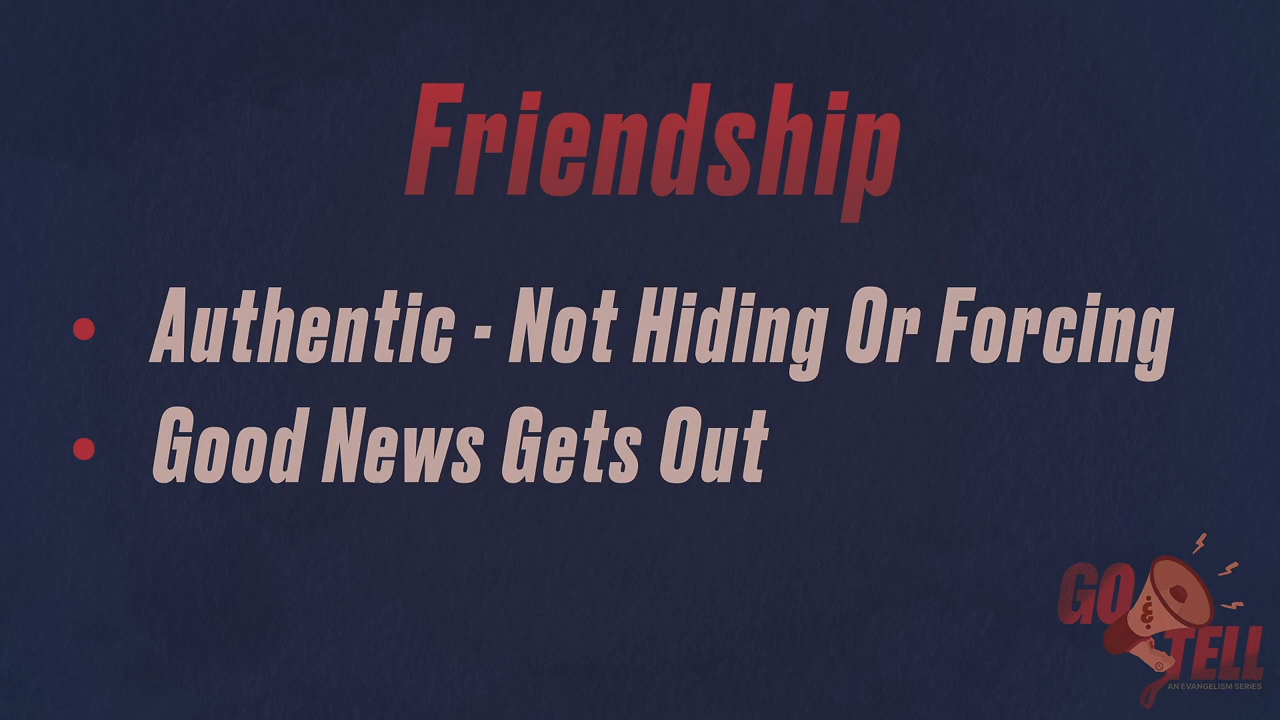 Friendship
• Authentic - Not Hiding Or Forcing
• Good News Gets Out
GO
&
TELL
AN EVANGELISM SERIES